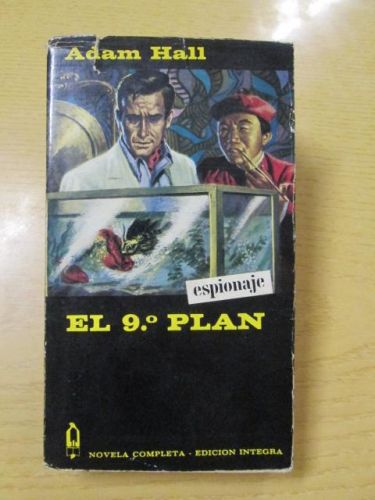 Adam Hall
espionaje
EL 9.º PLAN
NOVELA COMPLETA - EDICION INTEGRA